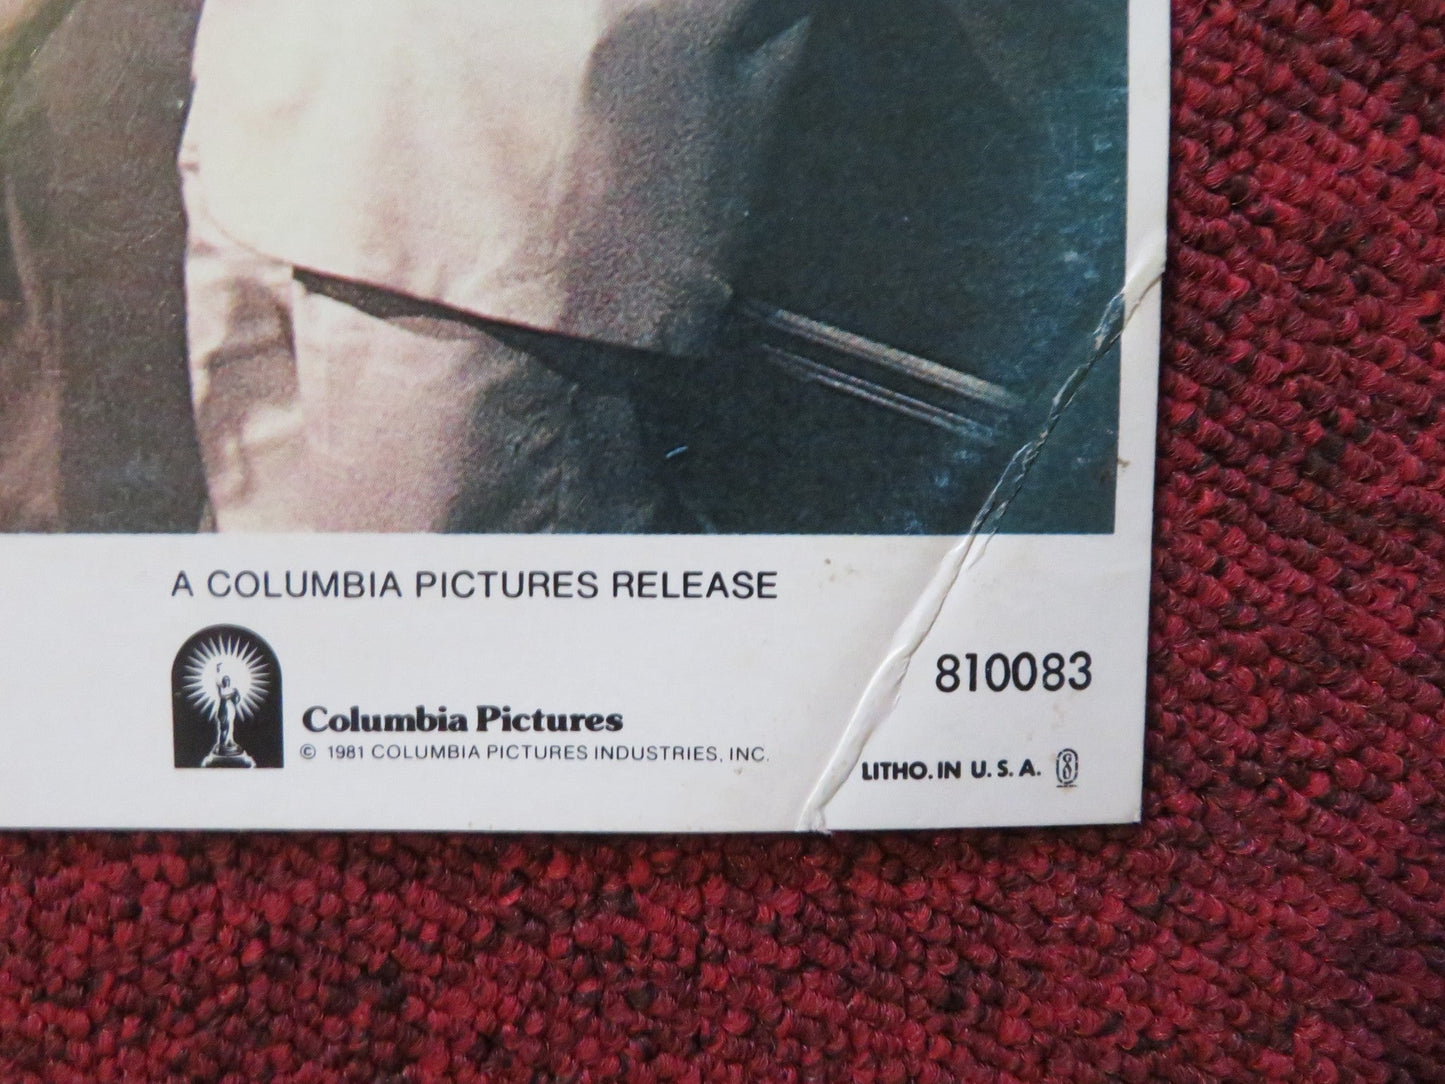 A COLUMBIA PICTURES RELEASE
Columbia Pictures
© 1981 COLUMBIA PICTURES INDUSTRIES, INC.
810083
LITHO. IN U. S. A.